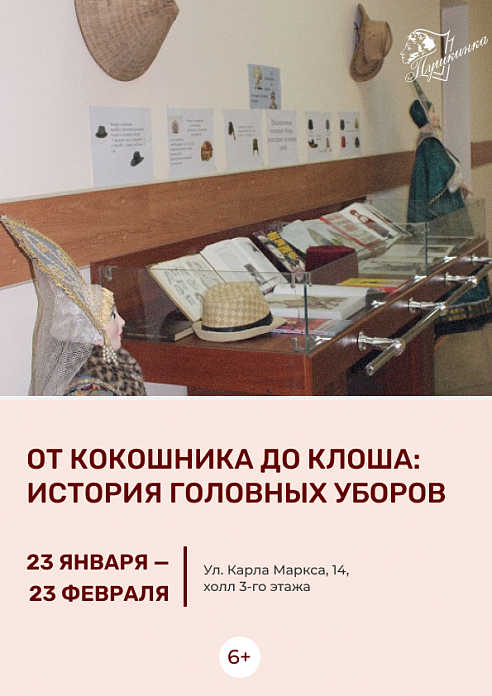 Пушкинка
ОТ КОКОШНИКА ДО КЛОША:
ИСТОРИЯ ГОЛОВНЫХ УБОРОВ
23 ЯНВАРЯ —
23 ФЕВРАЛЯ
Ул. Карла Маркса, 14,
холл 3-го этажа
6+